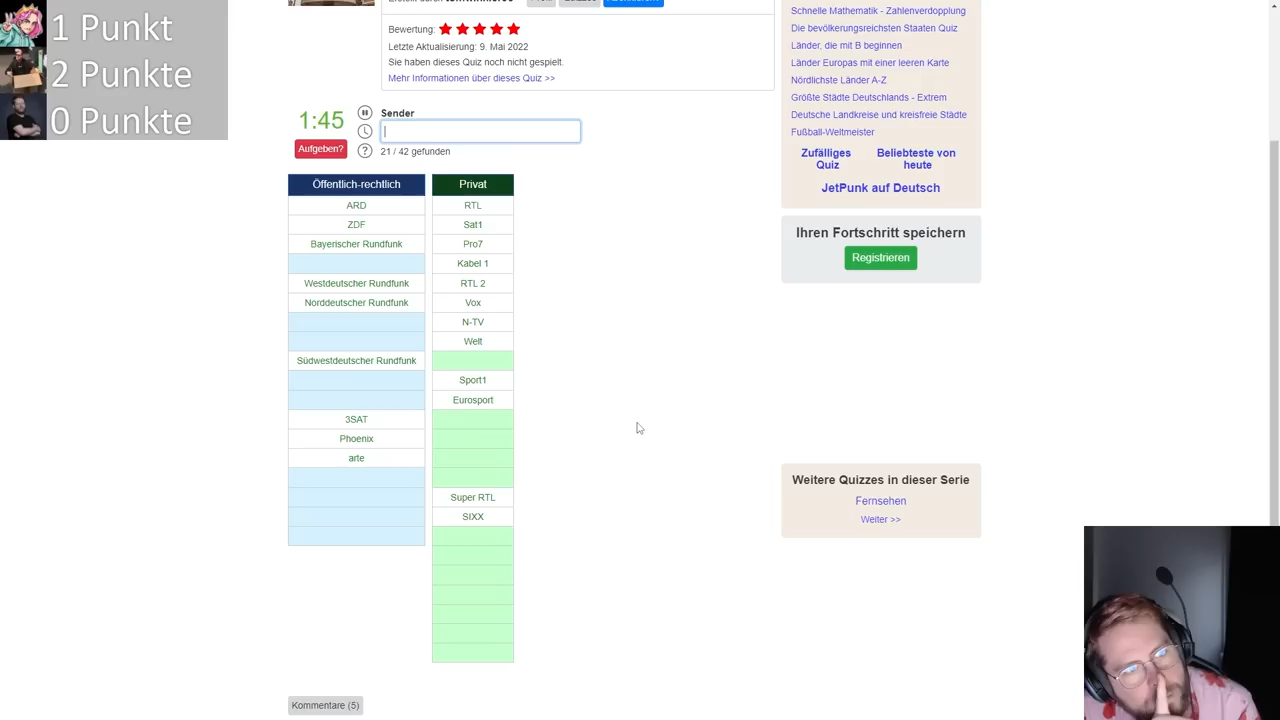 1 Punkt
2 Punkte
0 Punkte
Bewertung:
Letzte Aktualisierung: 9. Mai 2022
Sie haben dieses Quiz noch nicht gespielt.
Mehr Informationen über dieses Quiz >>
1:45
Aufgeben?
Sender
21 / 42 gefunden
Öffentlich-rechtlich
ARD
ZDF
Bayerischer Rundfunk
Westdeutscher Rundfunk
Norddeutscher Rundfunk
Südwestdeutscher Rundfunk
3SAT
Phoenix
arte
Privat
RTL
Sat1
Pro7
Kabel 1
RTL 2
Vox
N-TV
Welt
Sport1
Eurosport
Super RTL
SIXX
Kommentare (5)
Schnelle Mathematik - Zahlenverdopplung
Die bevölkerungsreichsten Staaten Quiz
Länder, die mit B beginnen
Länder Europas mit einer leeren Karte
Nördlichste Länder A-Z
Größte Städte Deutschlands - Extrem
Deutsche Landkreise und kreisfreie Städte
Fußball-Weltmeister
Zufälliges Quiz
Beliebteste von heute
JetPunk auf Deutsch
Ihren Fortschritt speichern
Registrieren
Weitere Quizzes in dieser Serie
Fernsehen
Weiter >>